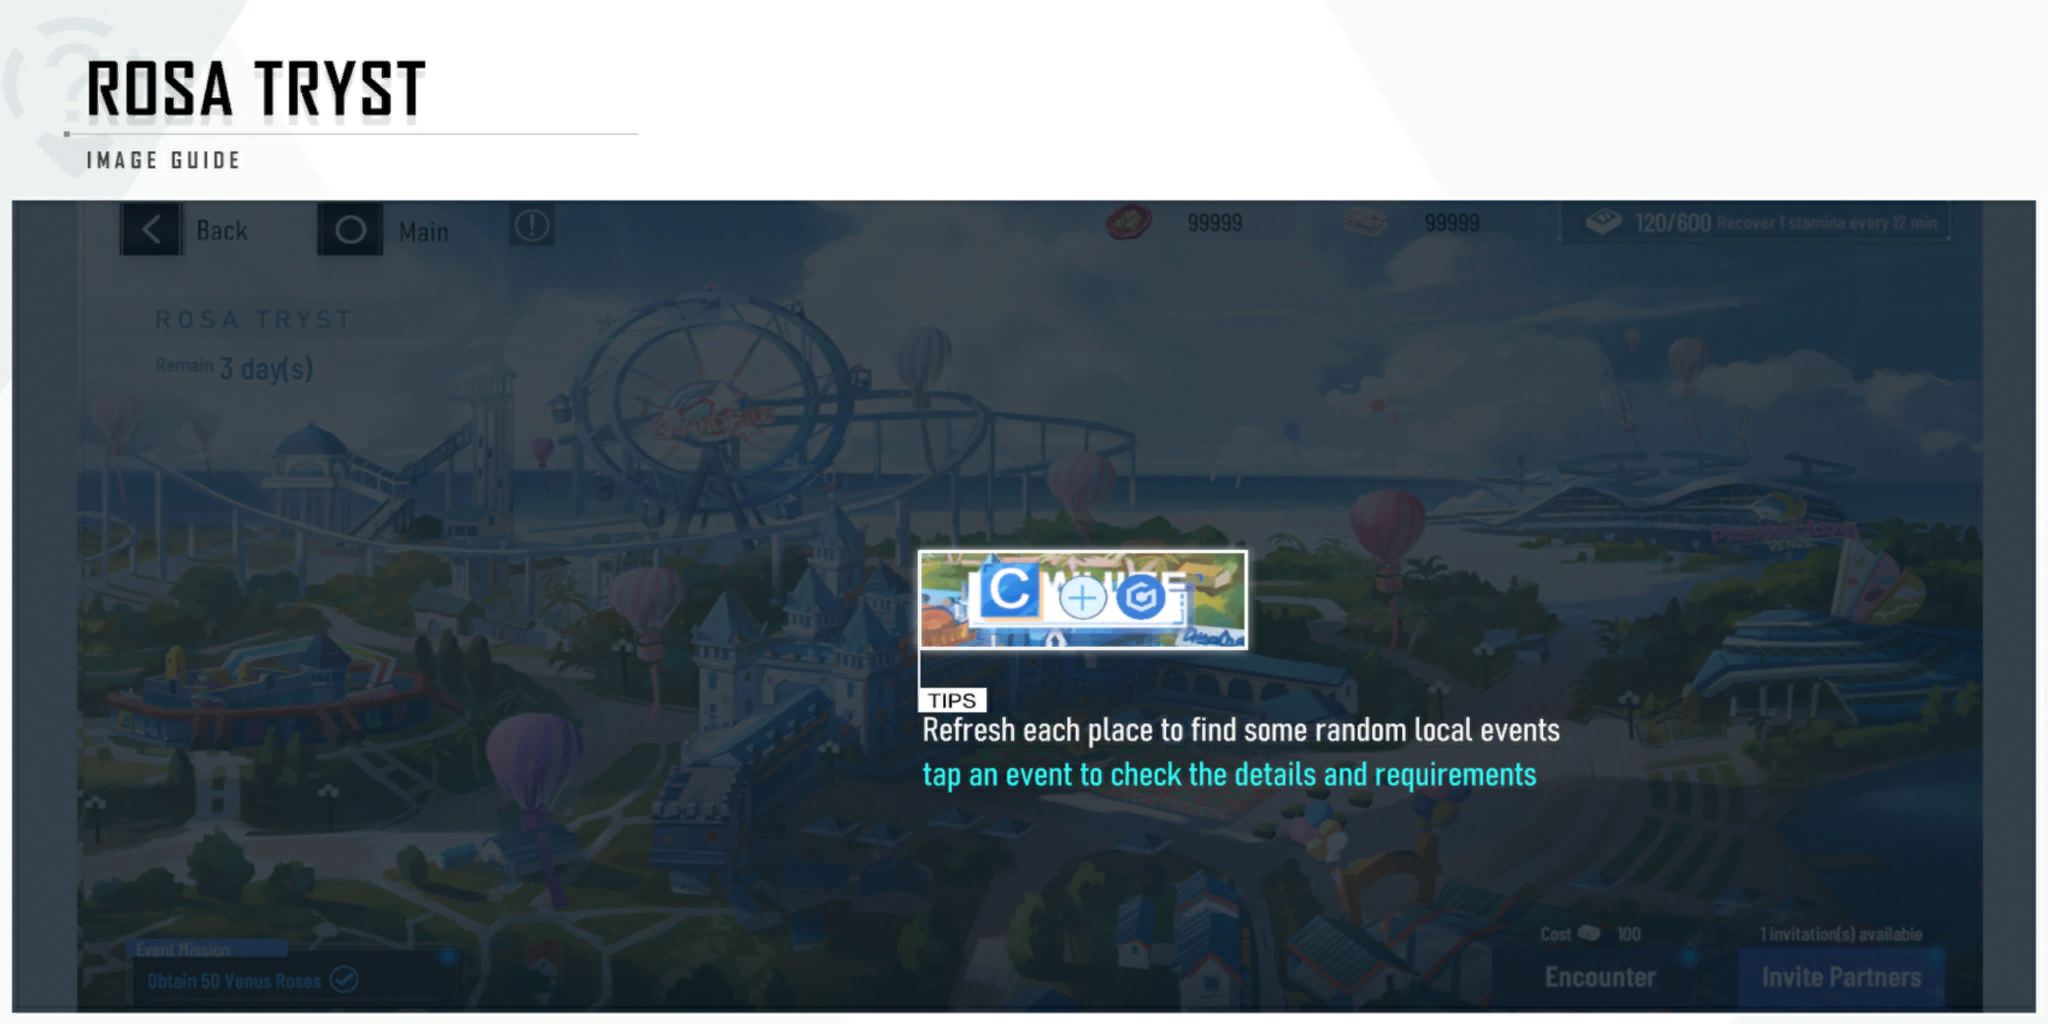 ROSA TRYST
IMAGE GUIDE
Back
Main
99999
99999
120/600 Recover 1 stamina every 12 min
ROSA TRYST
Remain 3 day(s)
C
TIPS
Refresh each place to find some random local events
tap an event to check the details and requirements
Event Mission
Obtain 50 Venus Roses
Cost 100
1 invitation(s) available
Encounter
Invite Partners